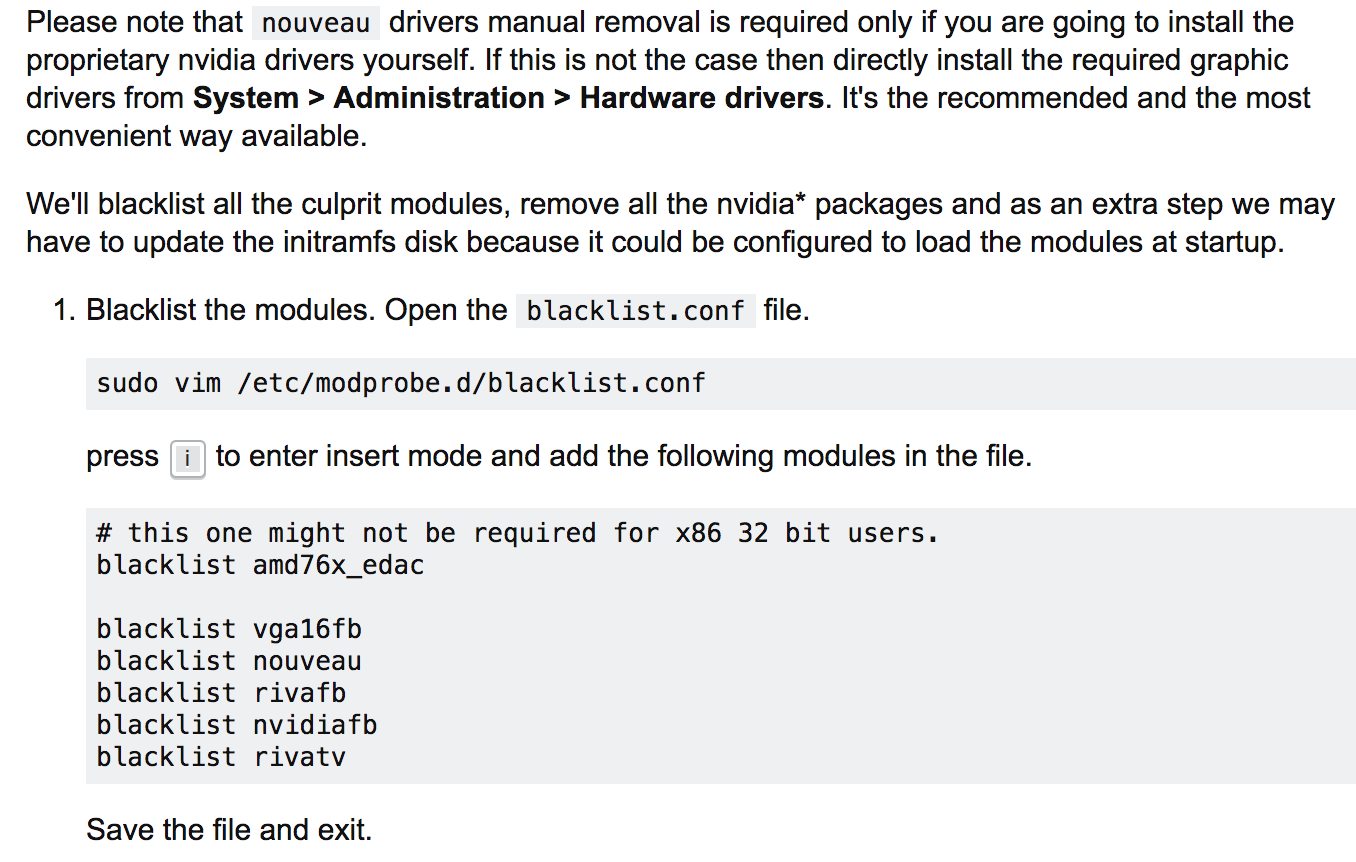 Please note that nouveau drivers manual removal is required only if you are going to install the
proprietary nvidia drivers yourself. If this is not the case then directly install the required graphic
drivers from System > Administration > Hardware drivers. It's the recommended and the most
convenient way available.
We'll blacklist all the culprit modules, remove all the nvidia* packages and as an extra step we may
have to update the initramfs disk because it could be configured to load the modules at startup.
1. Blacklist the modules. Open the blacklist.conf file.
sudo vim /etc/modprobe.d/blacklist.conf
press i to enter insert mode and add the following modules in the file.
# this one might not be required for x86 32 bit users.
blacklist amd76x_edac
blacklist vga16fb
blacklist nouveau
blacklist rivafb
blacklist nvidiafb
blacklist rivatv
Save the file and exit.